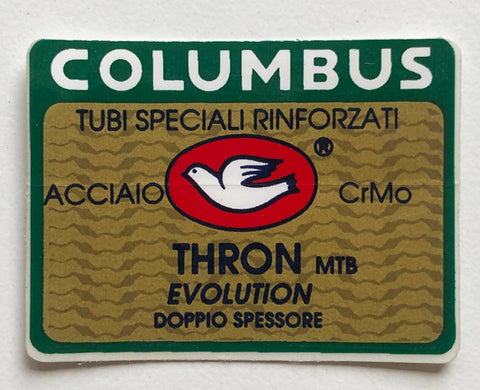 COLUMBUS
TUBI SPECIALI RINFORZATI
®
ACCIAIO CrMo
THRON MTB
EVOLUTION
DOPPIO SPESSORE